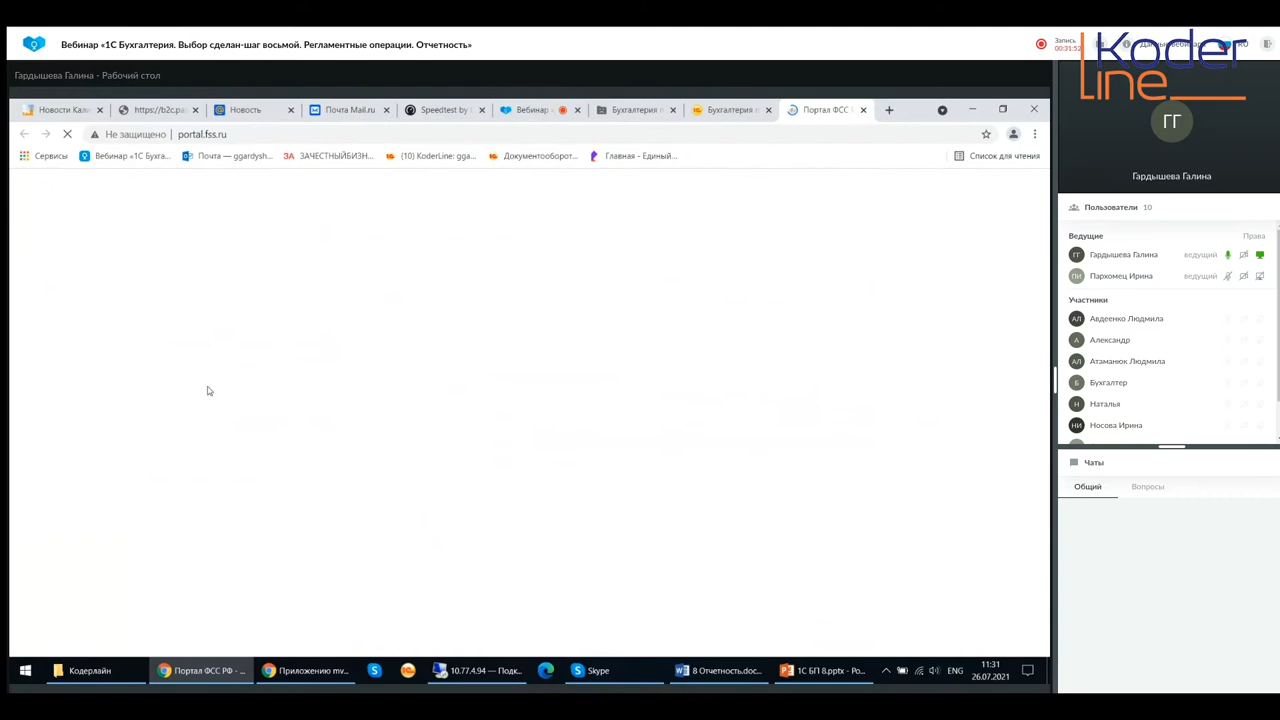 Вебинар «1С Бухгалтерия. Выбор сделан-шаг восьмой. Регламентные операции. Отчетность»
Запись
00:31:52
RU
Koder
line
Гардышева Галина - Рабочий стол
Новости Кали
https://b2c.pa
Новость
Почта Mail.ru
Speedtest by
Вебинар «
Бухгалтерия п
Бухгалтерия п
Портал ФСС
Не защищено
portal.fss.ru
Сервисы
Вебинар «1С Бухга...
Почта — ggardysh...
ЗА
ЗАЧЕСТНЫЙБИЗН...
(10) KoderLine: gga...
Документооборот...
Главная - Единый...
Список для чтения
ГГ
Гардышева Галина
Пользователи 10
Ведущие
Права
ГГ
Гардышева Галина
ведущий
ПИ
Пархомец Ирина
ведущий
Участники
АЛ
Авдеенко Людмила
А
Александр
АЛ
Атаманюк Людмила
Б
Бухгалтер
Н
Наталья
НИ
Носова Ирина
Чаты
Общий
Вопросы
Кодерлайн
Портал ФСС РФ - ...
Приложению mv...
10.77.4.94 — Подк...
Skype
8 Отчетность.doc...
1С БП 8.pptx - Po...
ENG
11:31
26.07.2021